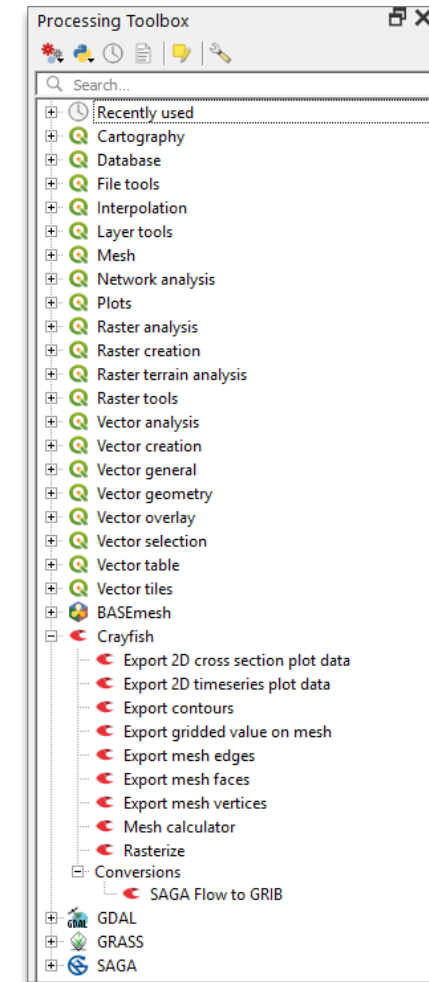 Processing Toolbox
Search...
Recently used
Cartography
Database
File tools
Interpolation
Layer tools
Mesh
Network analysis
Plots
Raster analysis
Raster creation
Raster terrain analysis
Raster tools
Vector analysis
Vector creation
Vector general
Vector geometry
Vector overlay
Vector selection
Vector table
Vector tiles
BASEmesh
Crayfish
Export 2D cross section plot data
Export 2D timeseries plot data
Export contours
Export gridded value on mesh
Export mesh edges
Export mesh faces
Export mesh vertices
Mesh calculator
Rasterize
Conversions
SAGA Flow to GRIB
GDAL GDAL
GRASS
SAGA